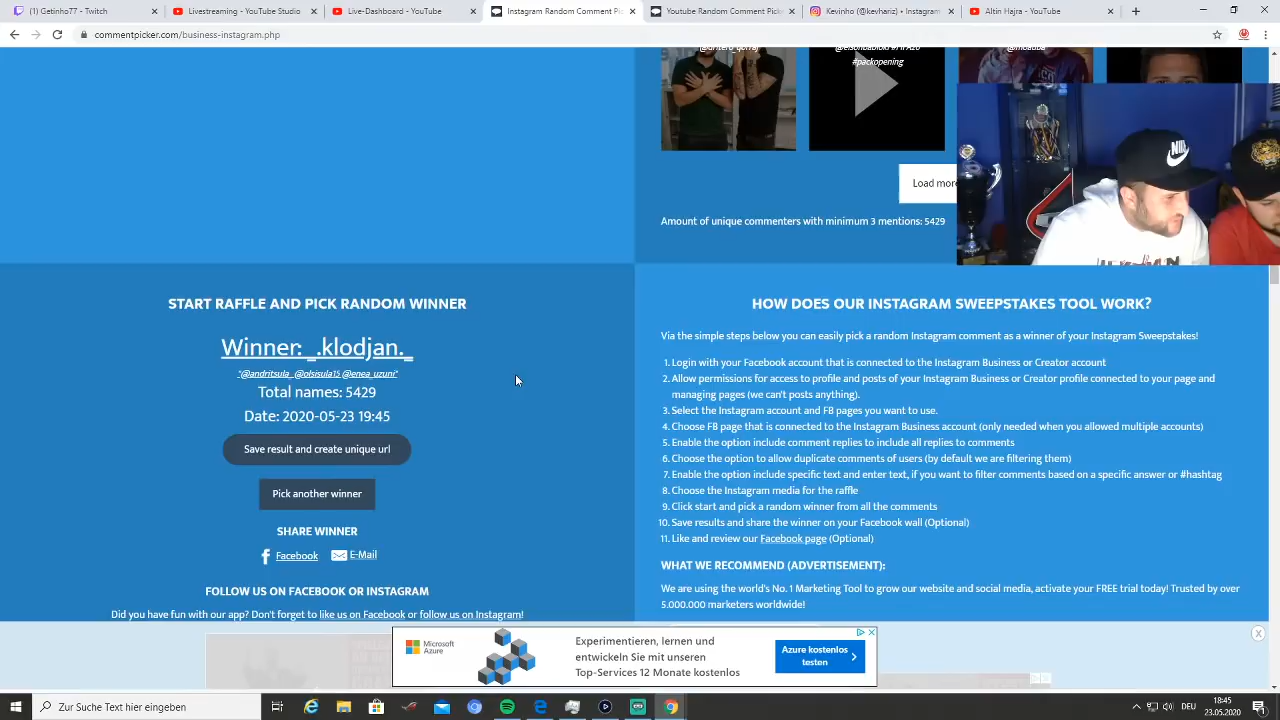 (1) Getinho77 - Twitch
Livestreaming - YouTube Studio
Live-Dashboard - YouTube
Instagram Random Comment Pic
Youtube Random Comment Picker
Kevinho (@kevhariz) • Instagram
Altin Hajra - YouTube
commentpicker.com/business-instagram.php
#packopening
Load more
Amount of unique commenters with minimum 3 mentions: 5429
START RAFFLE AND PICK RANDOM WINNER
Winner: _.klodjan._
"@andritsula_ @olsisula15 @enea_uzuni"
Total names: 5429
Date: 2020-05-23 19:45
Save result and create unique url
Pick another winner
SHARE WINNER
Facebook
E-Mail
FOLLOW US ON FACEBOOK OR INSTAGRAM
Did you have fun with our app? Don't forget to like us on Facebook or follow us on Instagram!
HOW DOES OUR INSTAGRAM SWEEPSTAKES TOOL WORK?
Via the simple steps below you can easily pick a random Instagram comment as a winner of your Instagram Sweepstakes!
1. Login with your Facebook account that is connected to the Instagram Business or Creator account
2. Allow permissions for access to profile and posts of your Instagram Business or Creator profile connected to your page and
managing pages (we can't posts anything).
3. Select the Instagram account and FB pages you want to use.
4. Choose FB page that is connected to the Instagram Business account (only needed when you allowed multiple accounts)
5. Enable the option include comment replies to include all replies to comments
6. Choose the option to allow duplicate comments of users (by default we are filtering them)
7. Enable the option include specific text and enter text, if you want to filter comments based on a specific answer or #hashtag
8. Choose the Instagram media for the raffle
9. Click start and pick a random winner from all the comments
10. Save results and share the winner on your Facebook wall (Optional)
11. Like and review our Facebook page (Optional)
WHAT WE RECOMMEND (ADVERTISEMENT):
We are using the world's No. 1 Marketing Tool to grow our website and social media, activate your FREE trial today! Trusted by over
5.000.000 marketers worldwide!
Microsoft
Azure
Experimentieren, lernen und
entwickeln Sie mit unseren
Top-Services 12 Monate kostenlos
Azure kostenlos
testen
Zur Suche Text hier eingeben
DEU
18:45
23.05.2020